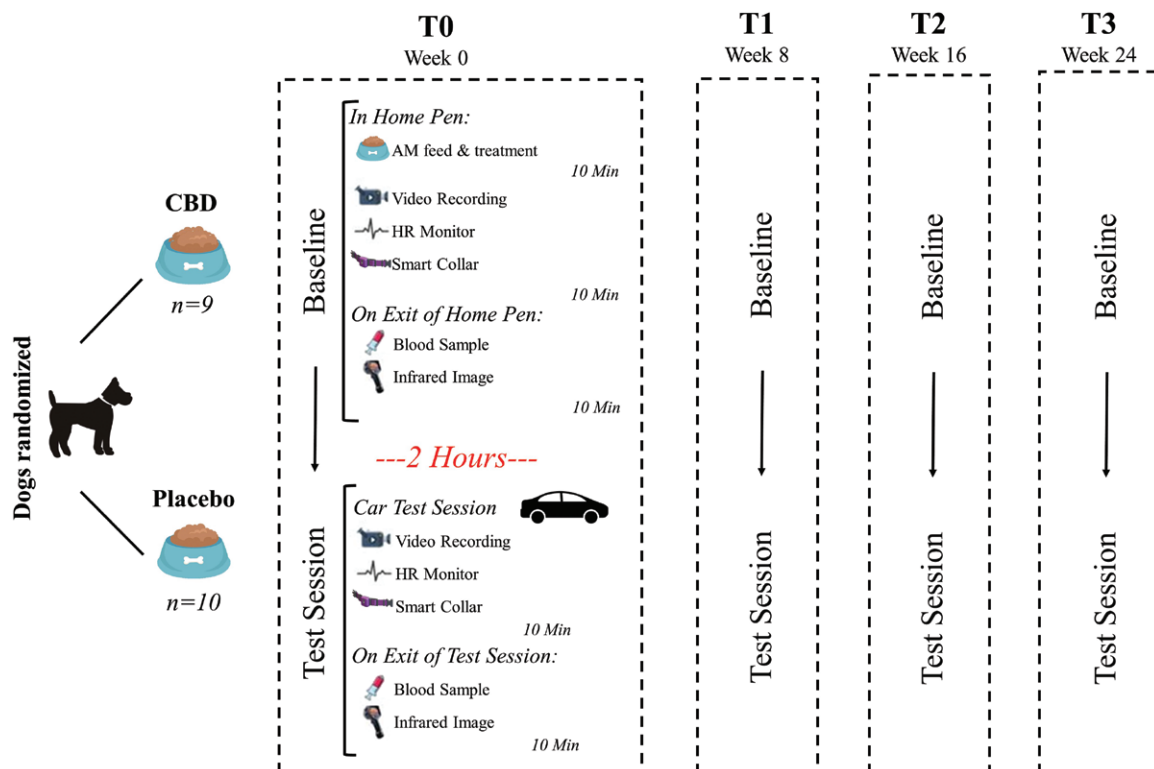 Dogs randomized
CBD
n=9
Placebo
n=10
T0
Week 0
Baseline
In Home Pen:
AM feed & treatment
10 Min
Video Recording
HR Monitor
Smart Collar
10 Min
On Exit of Home Pen:
Blood Sample
Infrared Image
10 Min
---2 Hours---
Test Session
Car Test Session
Video Recording
HR Monitor
Smart Collar
10 Min
On Exit of Test Session:
Blood Sample
Infrared Image
10 Min
T1
Week 8
Baseline
Test Session
T2
Week 16
Baseline
Test Session
T3
Week 24
Baseline
Test Session